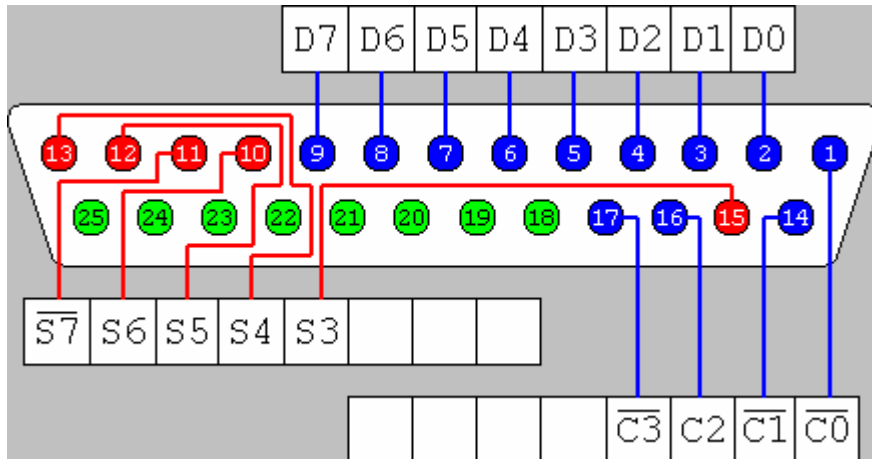 D7 D6 D5 D4 D3 D2 D1 D0
13 12 11 10 9 8 7 6 5 4 3 2 1
25 24 23 22 21 20 19 18 17 16 15 14
S̅7̅ S6 S5 S4 S3
C̅3̅ C2 C̅1̅ C̅0̅